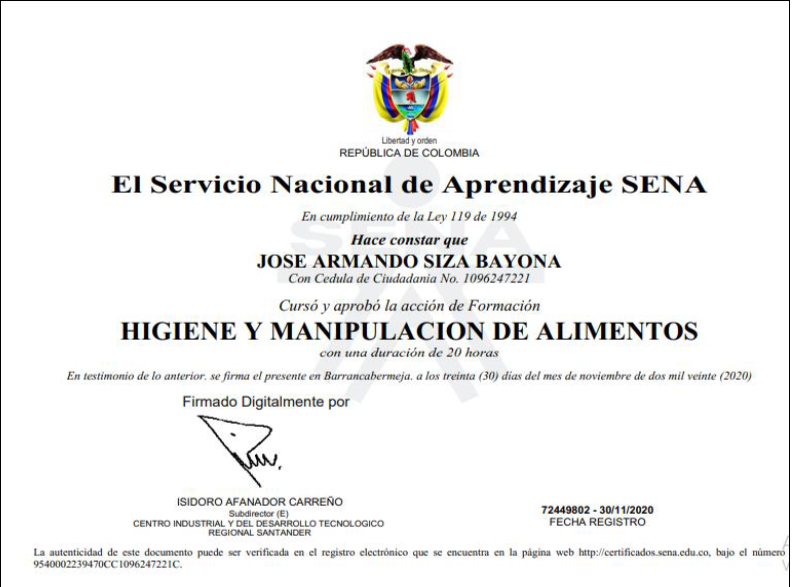 Libertad y orden
REPÚBLICA DE COLOMBIA
El Servicio Nacional de Aprendizaje SENA
En cumplimiento de la Ley 119 de 1994
SENA
Hace constar que
JOSE ARMANDO SIZA BAYONA
Con Cedula de Ciudadania No. 1096247221
Cursó y aprobó la acción de Formación
HIGIENE Y MANIPULACION DE ALIMENTOS
con una duración de 20 horas
En testimonio de lo anterior. se firma el presente en Barrancabermeja. a los treinta (30) días del mes de noviembre de dos mil veinte (2020)
Firmado Digitalmente por
ISIDORO AFANADOR CARREÑO
Subdirector (E)
CENTRO INDUSTRIAL Y DEL DESARROLLO TECNOLOGICO
REGIONAL SANTANDER
72449802 - 30/11/2020
FECHA REGISTRO
La autenticidad de este documento puede ser verificada en el registro electrónico que se encuentra en la página web http://certificados.sena.edu.co, bajo el número
9540002239470CC1096247221C.